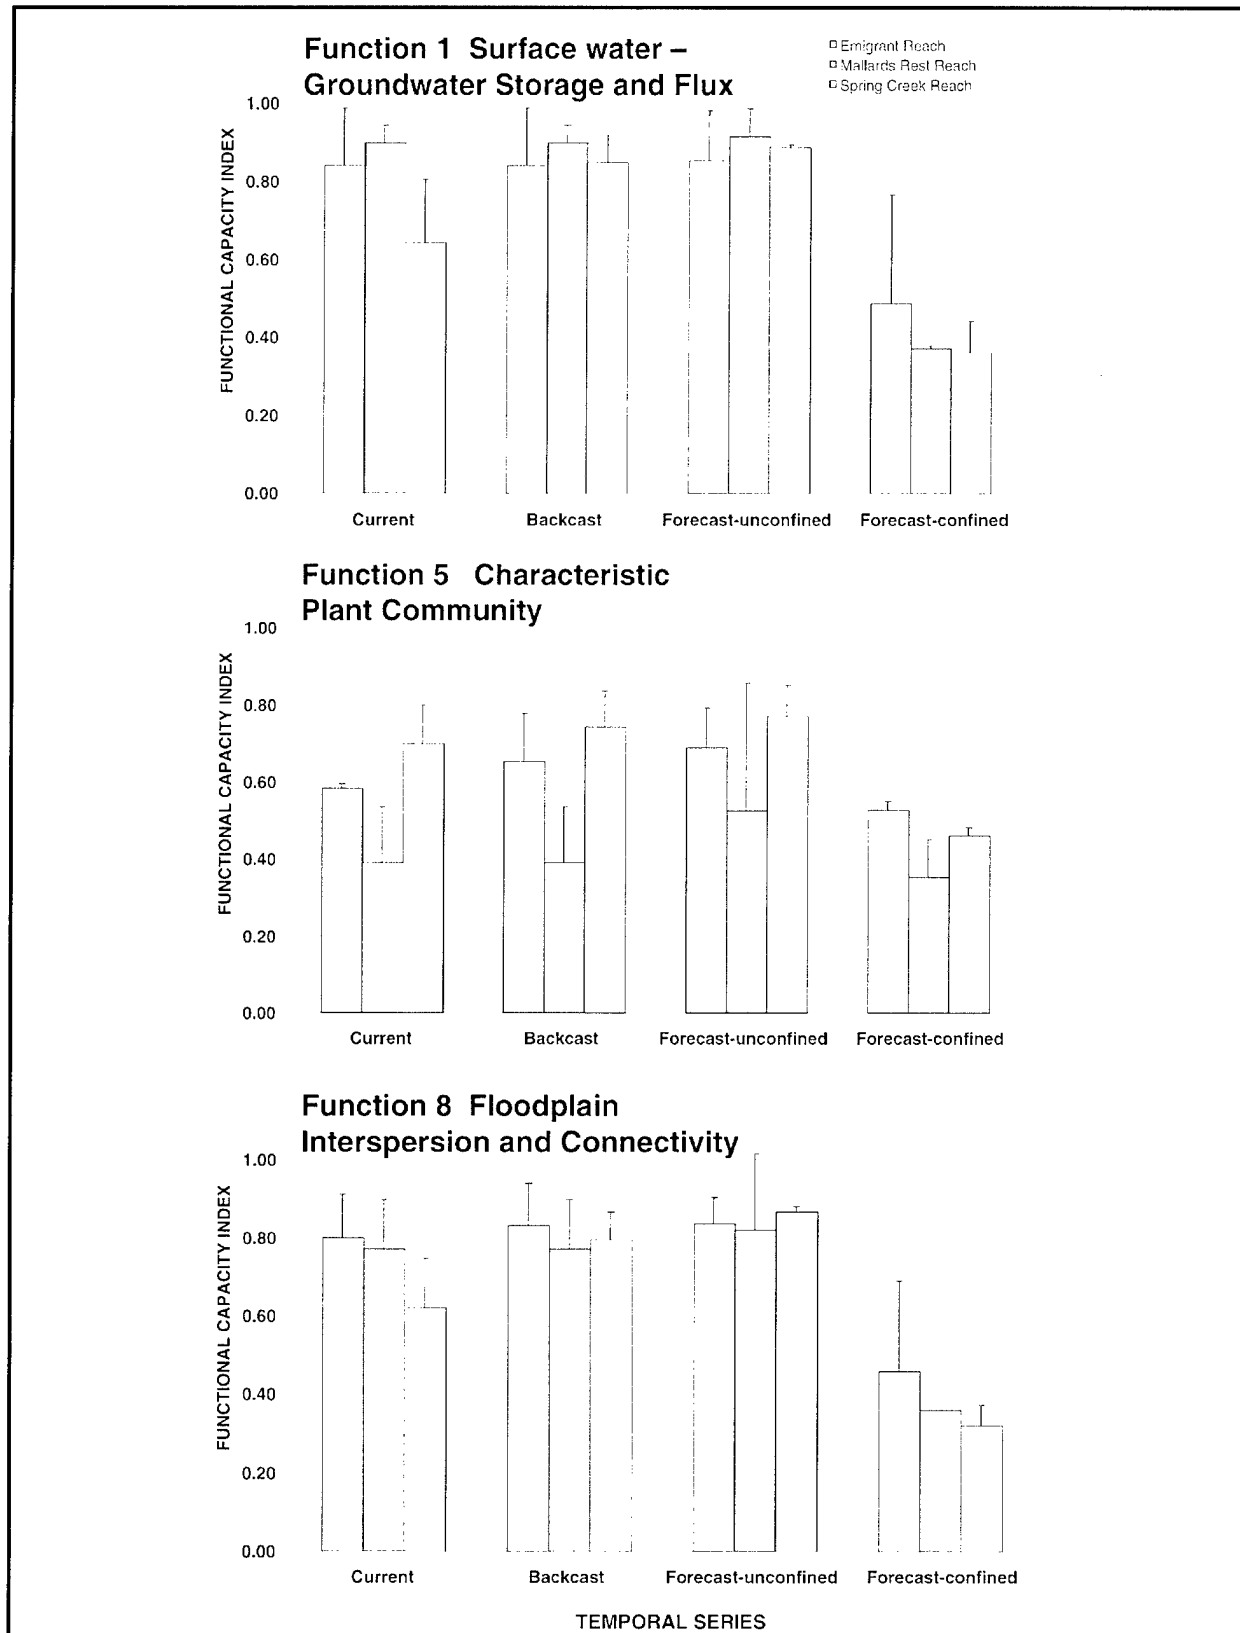 Function 1 Surface water –
Groundwater Storage and Flux
Emigrant Reach
Mallards Rest Reach
Spring Creek Reach
FUNCTIONAL CAPACITY INDEX
1.00
0.80
0.60
0.40
0.20
0.00
Current Backcast Forecast-unconfined Forecast-confined
Function 5 Characteristic
Plant Community
FUNCTIONAL CAPACITY INDEX
1.00
0.80
0.60
0.40
0.20
0.00
Current Backcast Forecast-unconfined Forecast-confined
Function 8 Floodplain
Interspersion and Connectivity
FUNCTIONAL CAPACITY INDEX
1.00
0.80
0.60
0.40
0.20
0.00
Current Backcast Forecast-unconfined Forecast-confined
TEMPORAL SERIES